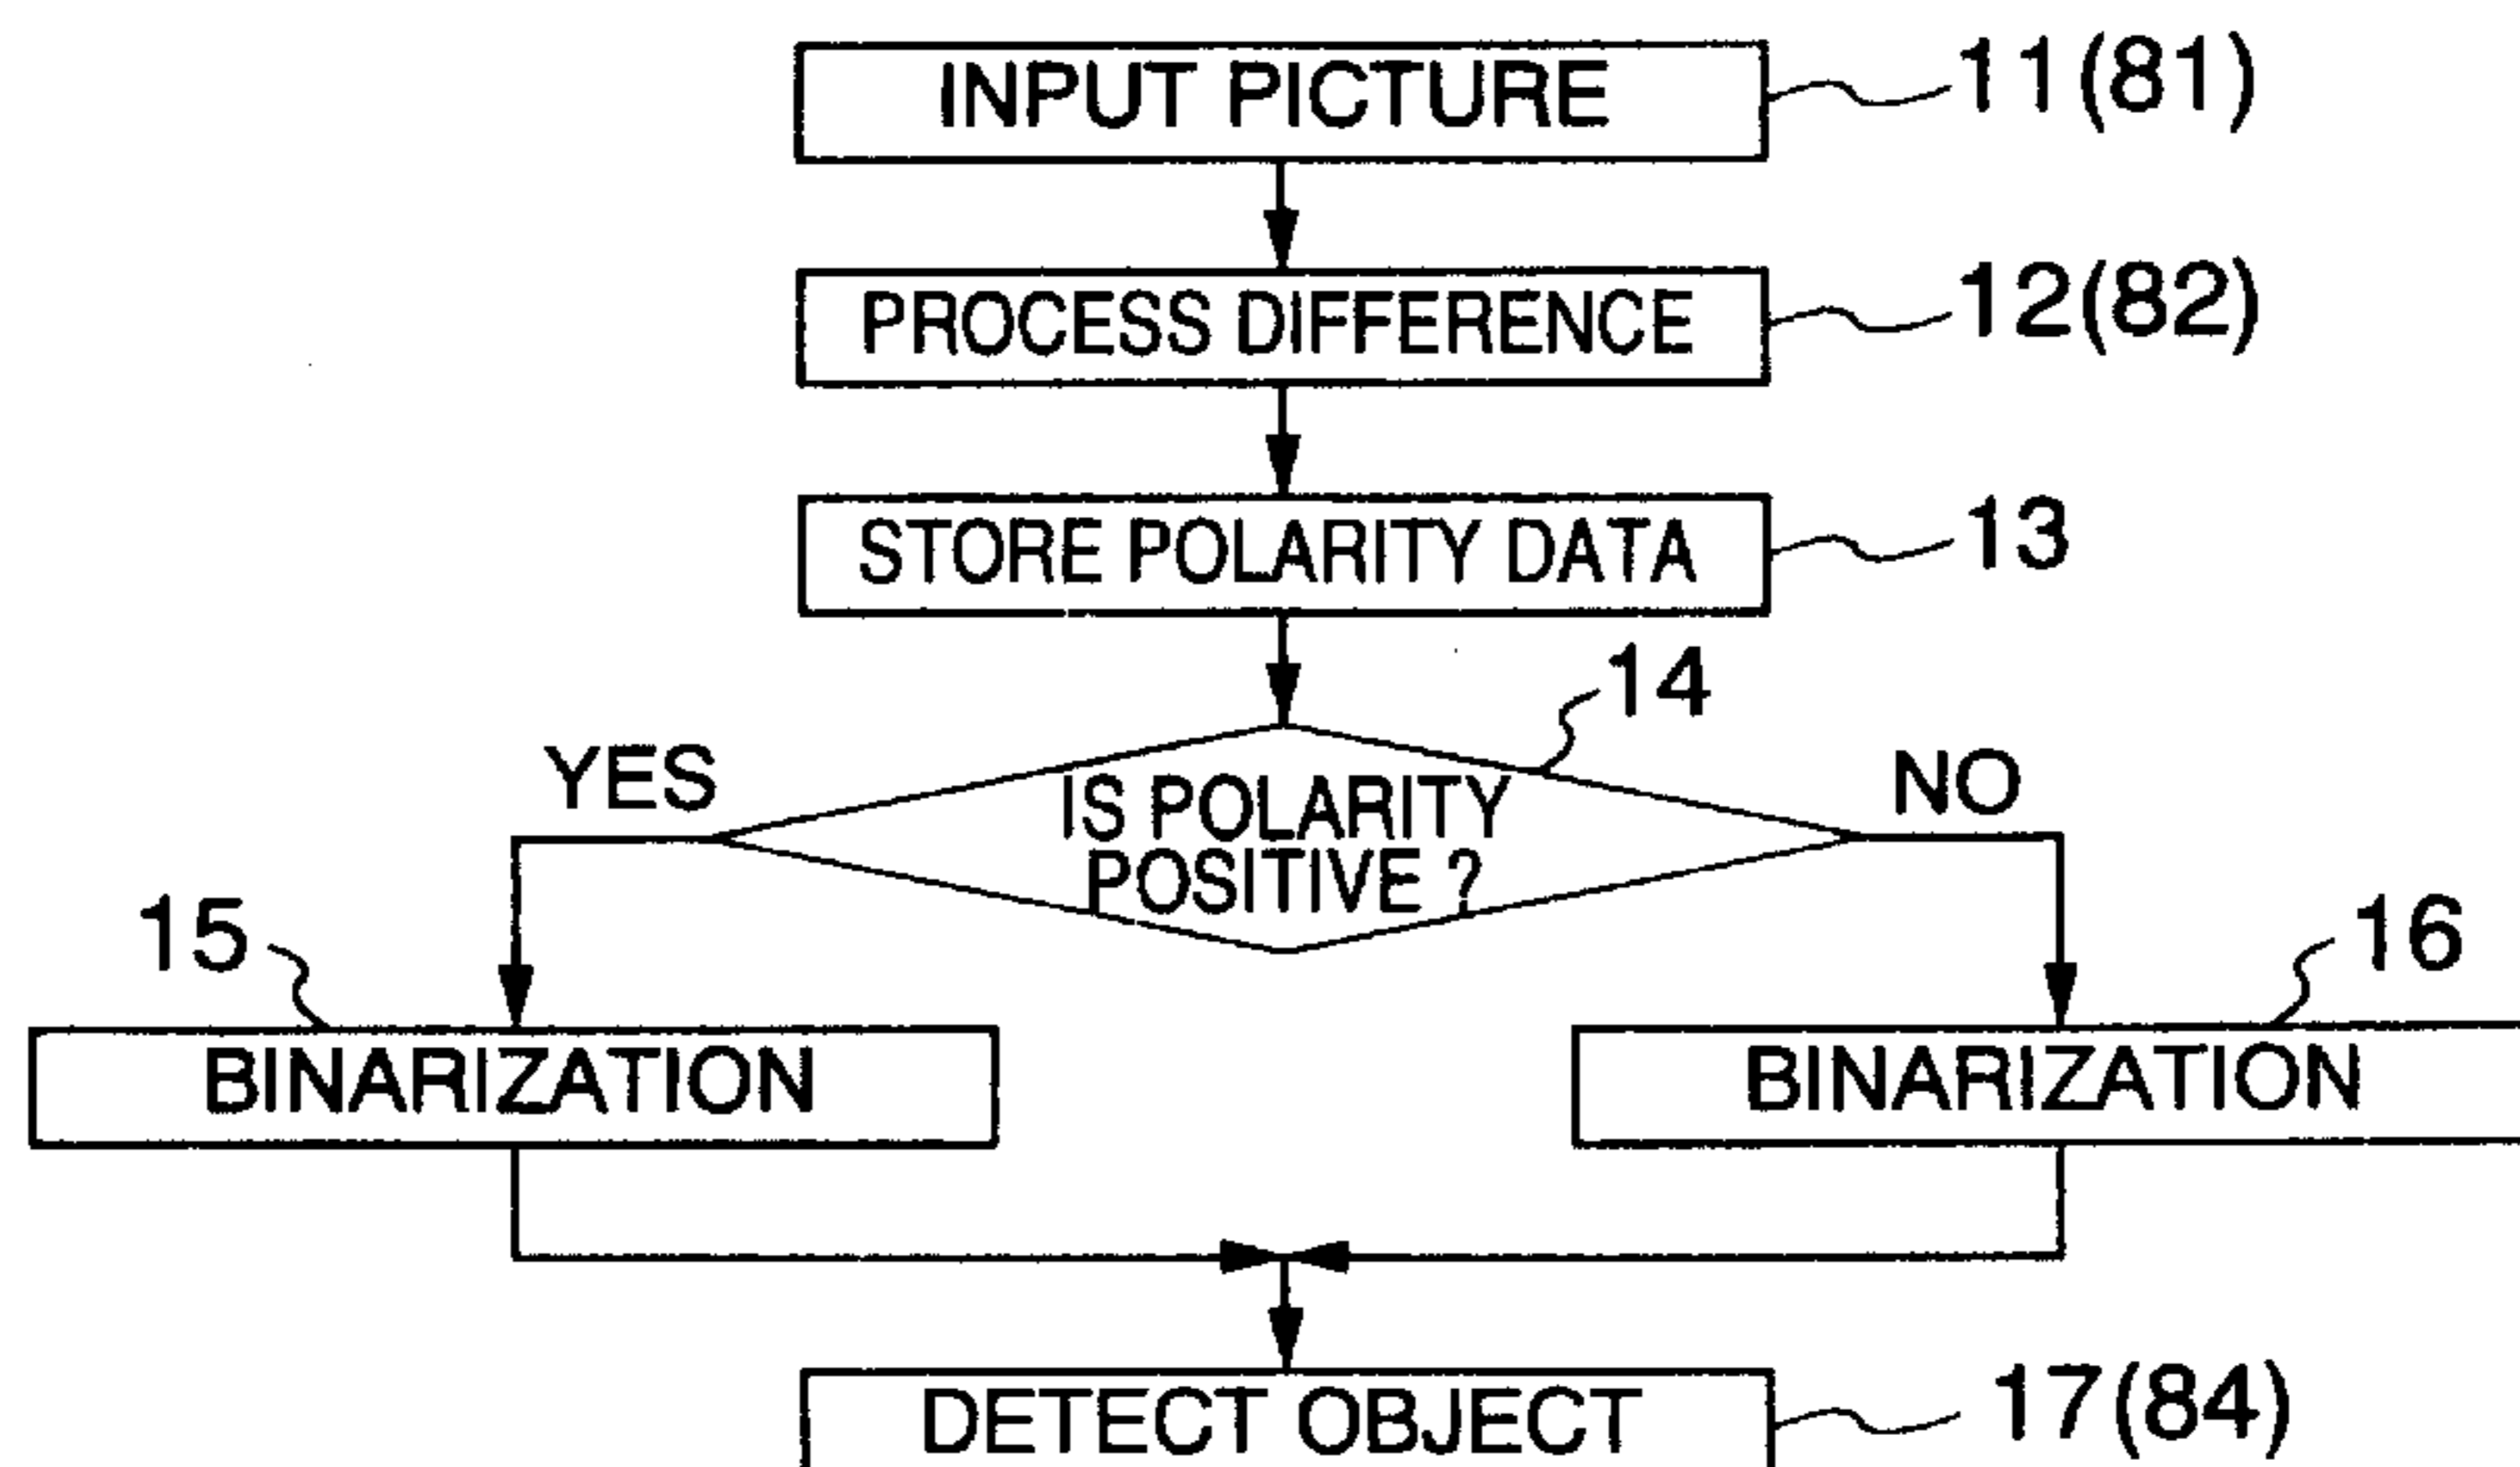 INPUT PICTURE
11(81)
PROCESS DIFFERENCE
12(82)
STORE POLARITY DATA
13
14
YES
IS POLARITY
POSITIVE ?
NO
15
16
BINARIZATION
BINARIZATION
DETECT OBJECT
17(84)